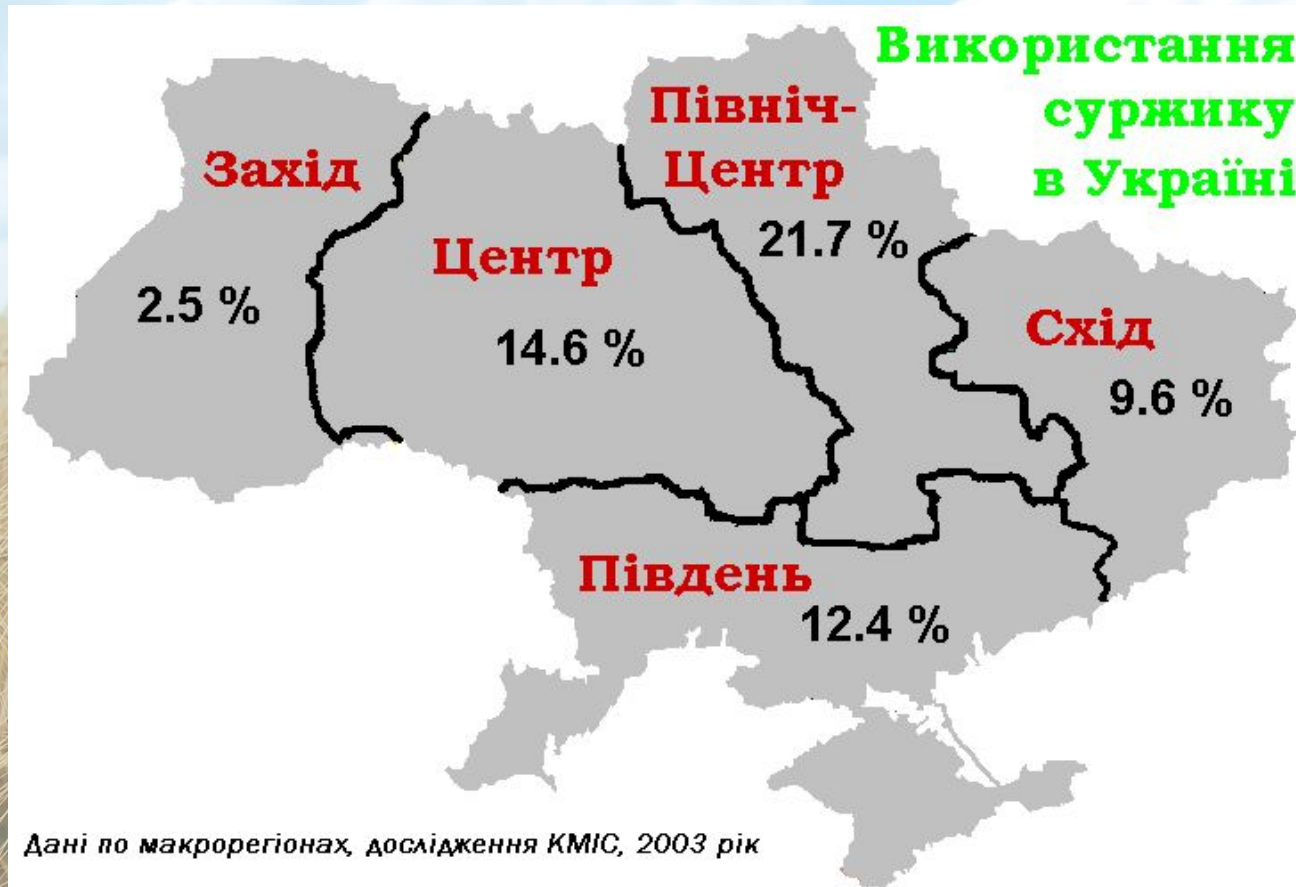 Використання
суржику
в Україні
Північ-
Центр
21.7 %
Захід
2.5 %
Центр
14.6 %
Схід
9.6 %
Південь
12.4 %
Дані по макрорегіонах, дослідження КМІС, 2003 рік